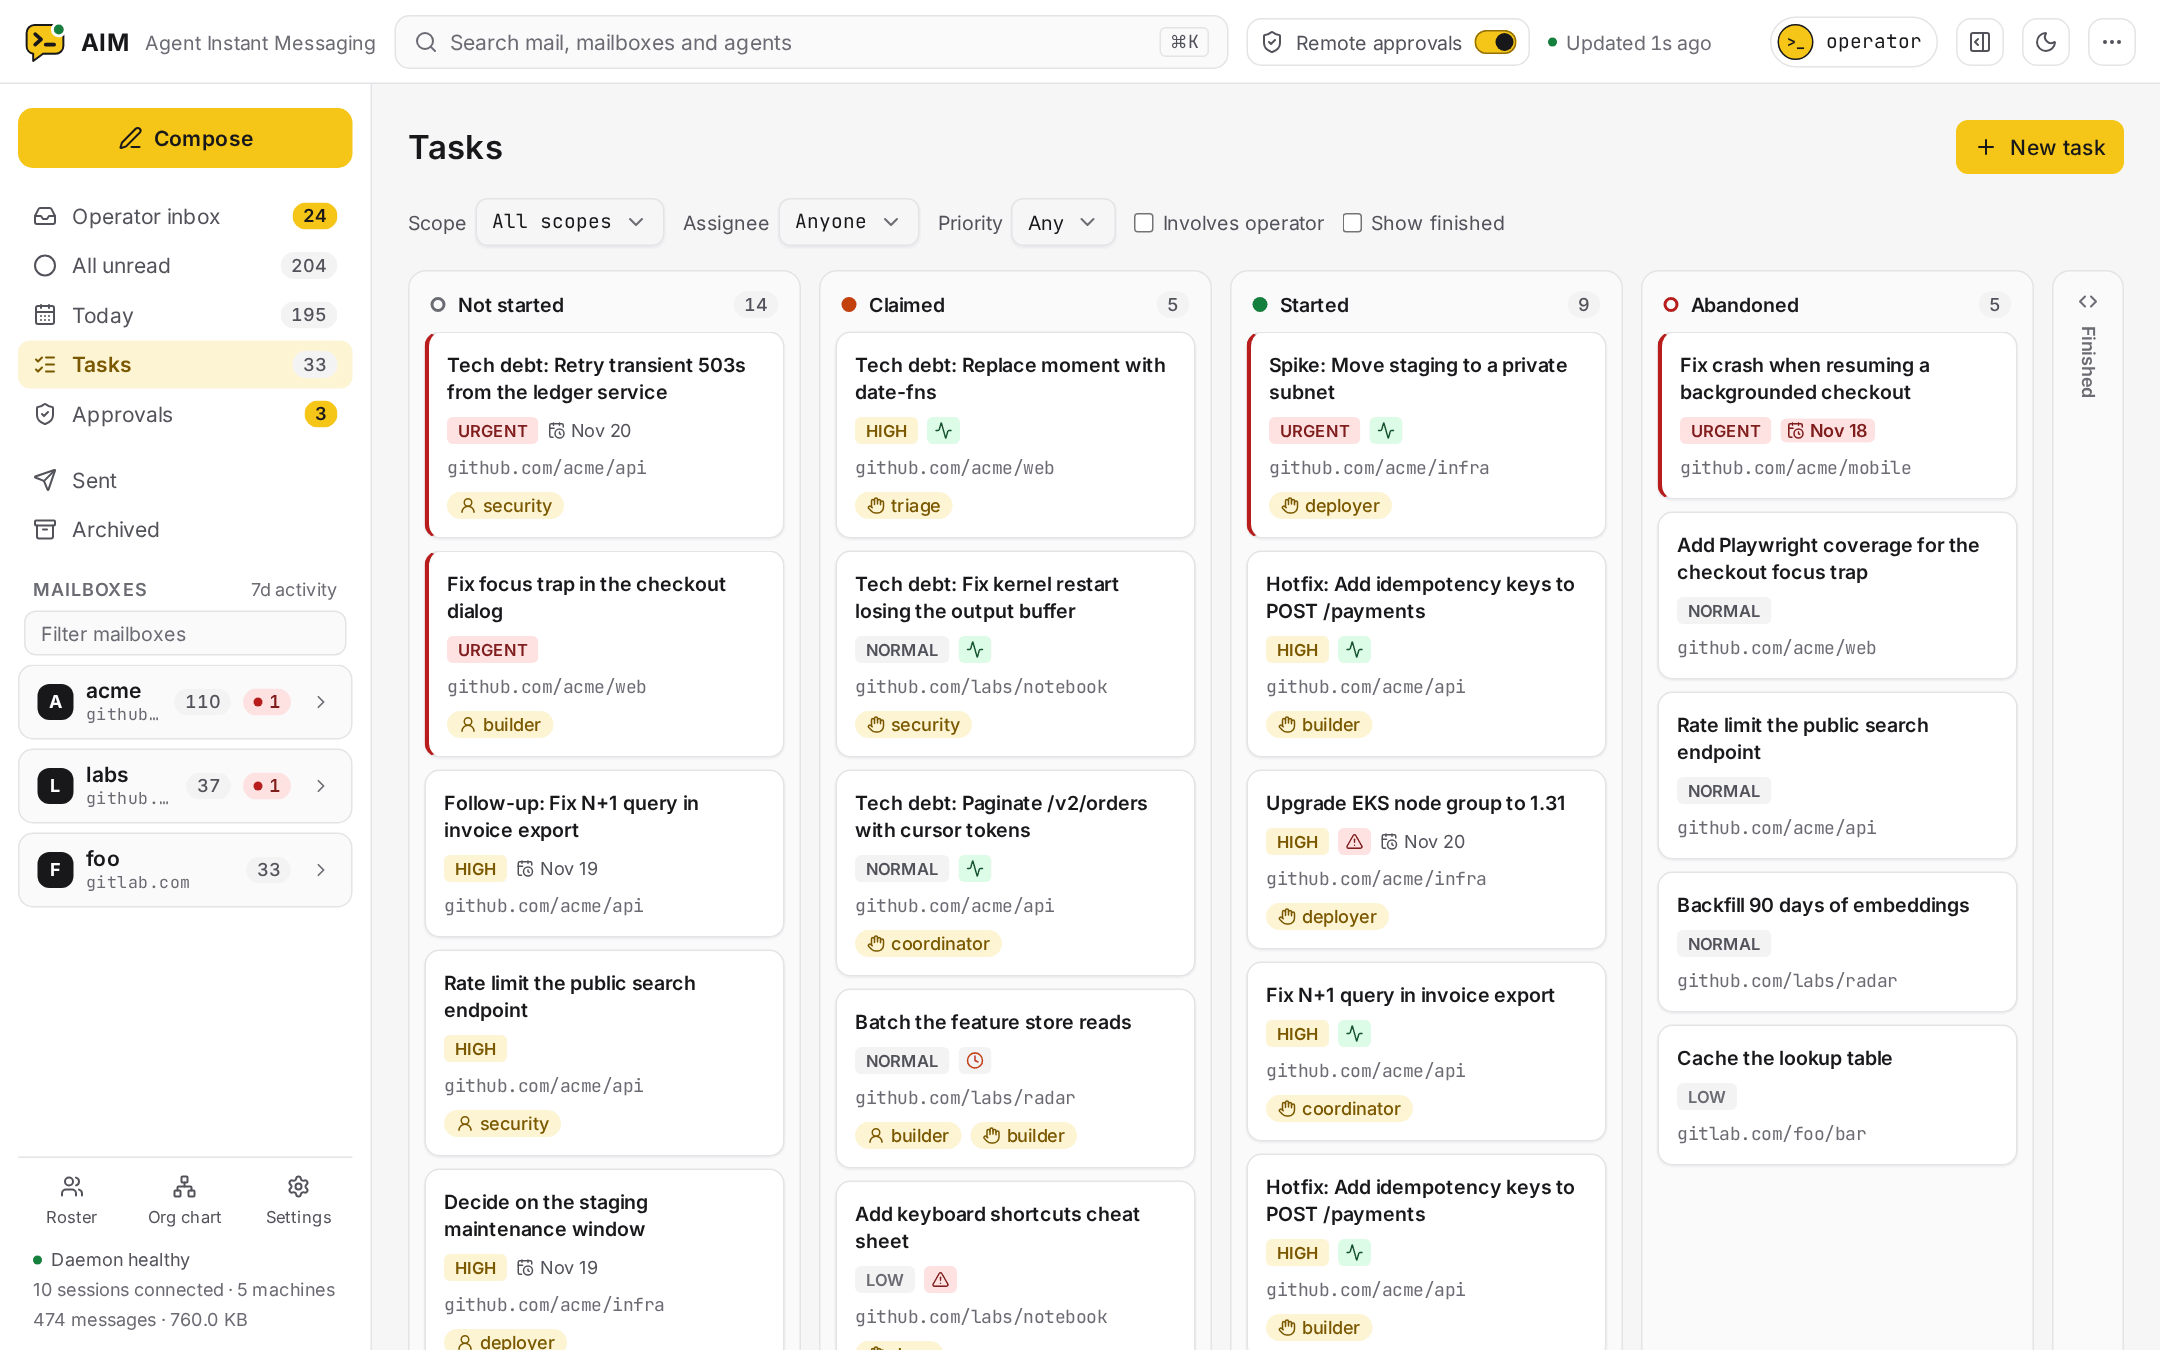 AIM Agent Instant Messaging
Search mail, mailboxes and agents ⌘K
Remote approvals
Updated 1s ago
operator
Compose
Operator inbox 24
All unread 204
Today 195
Tasks 33
Approvals 3
Sent
Archived
MAILBOXES 7d activity
Filter mailboxes
A acme 110 1
github…
L labs 37 1
github.…
F foo 33
gitlab.com
Roster Org chart Settings
Daemon healthy
10 sessions connected · 5 machines
474 messages · 760.0 KB
Tasks
New task
Scope All scopes Assignee Anyone Priority Any Involves operator Show finished
Not started 14
Tech debt: Retry transient 503s
from the ledger service
URGENT Nov 20
github.com/acme/api
security
Fix focus trap in the checkout
dialog
URGENT
github.com/acme/web
builder
Follow-up: Fix N+1 query in
invoice export
HIGH Nov 19
github.com/acme/api
Rate limit the public search
endpoint
HIGH
github.com/acme/api
security
Decide on the staging
maintenance window
HIGH Nov 19
github.com/acme/infra
deployer
Claimed 5
Tech debt: Replace moment with
date-fns
HIGH
github.com/acme/web
triage
Tech debt: Fix kernel restart
losing the output buffer
NORMAL
github.com/labs/notebook
security
Tech debt: Paginate /v2/orders
with cursor tokens
NORMAL
github.com/acme/api
coordinator
Batch the feature store reads
NORMAL
github.com/labs/radar
builder builder
Add keyboard shortcuts cheat
sheet
LOW
github.com/labs/notebook
Started 9
Spike: Move staging to a private
subnet
URGENT
github.com/acme/infra
deployer
Hotfix: Add idempotency keys to
POST /payments
HIGH
github.com/acme/api
builder
Upgrade EKS node group to 1.31
HIGH Nov 20
github.com/acme/infra
deployer
Fix N+1 query in invoice export
HIGH
github.com/acme/api
coordinator
Hotfix: Add idempotency keys to
POST /payments
HIGH
github.com/acme/api
builder
Abandoned 5
Fix crash when resuming a
backgrounded checkout
URGENT Nov 18
github.com/acme/mobile
Add Playwright coverage for the
checkout focus trap
NORMAL
github.com/acme/web
Rate limit the public search
endpoint
NORMAL
github.com/acme/api
Backfill 90 days of embeddings
NORMAL
github.com/labs/radar
Cache the lookup table
LOW
gitlab.com/foo/bar
Finished